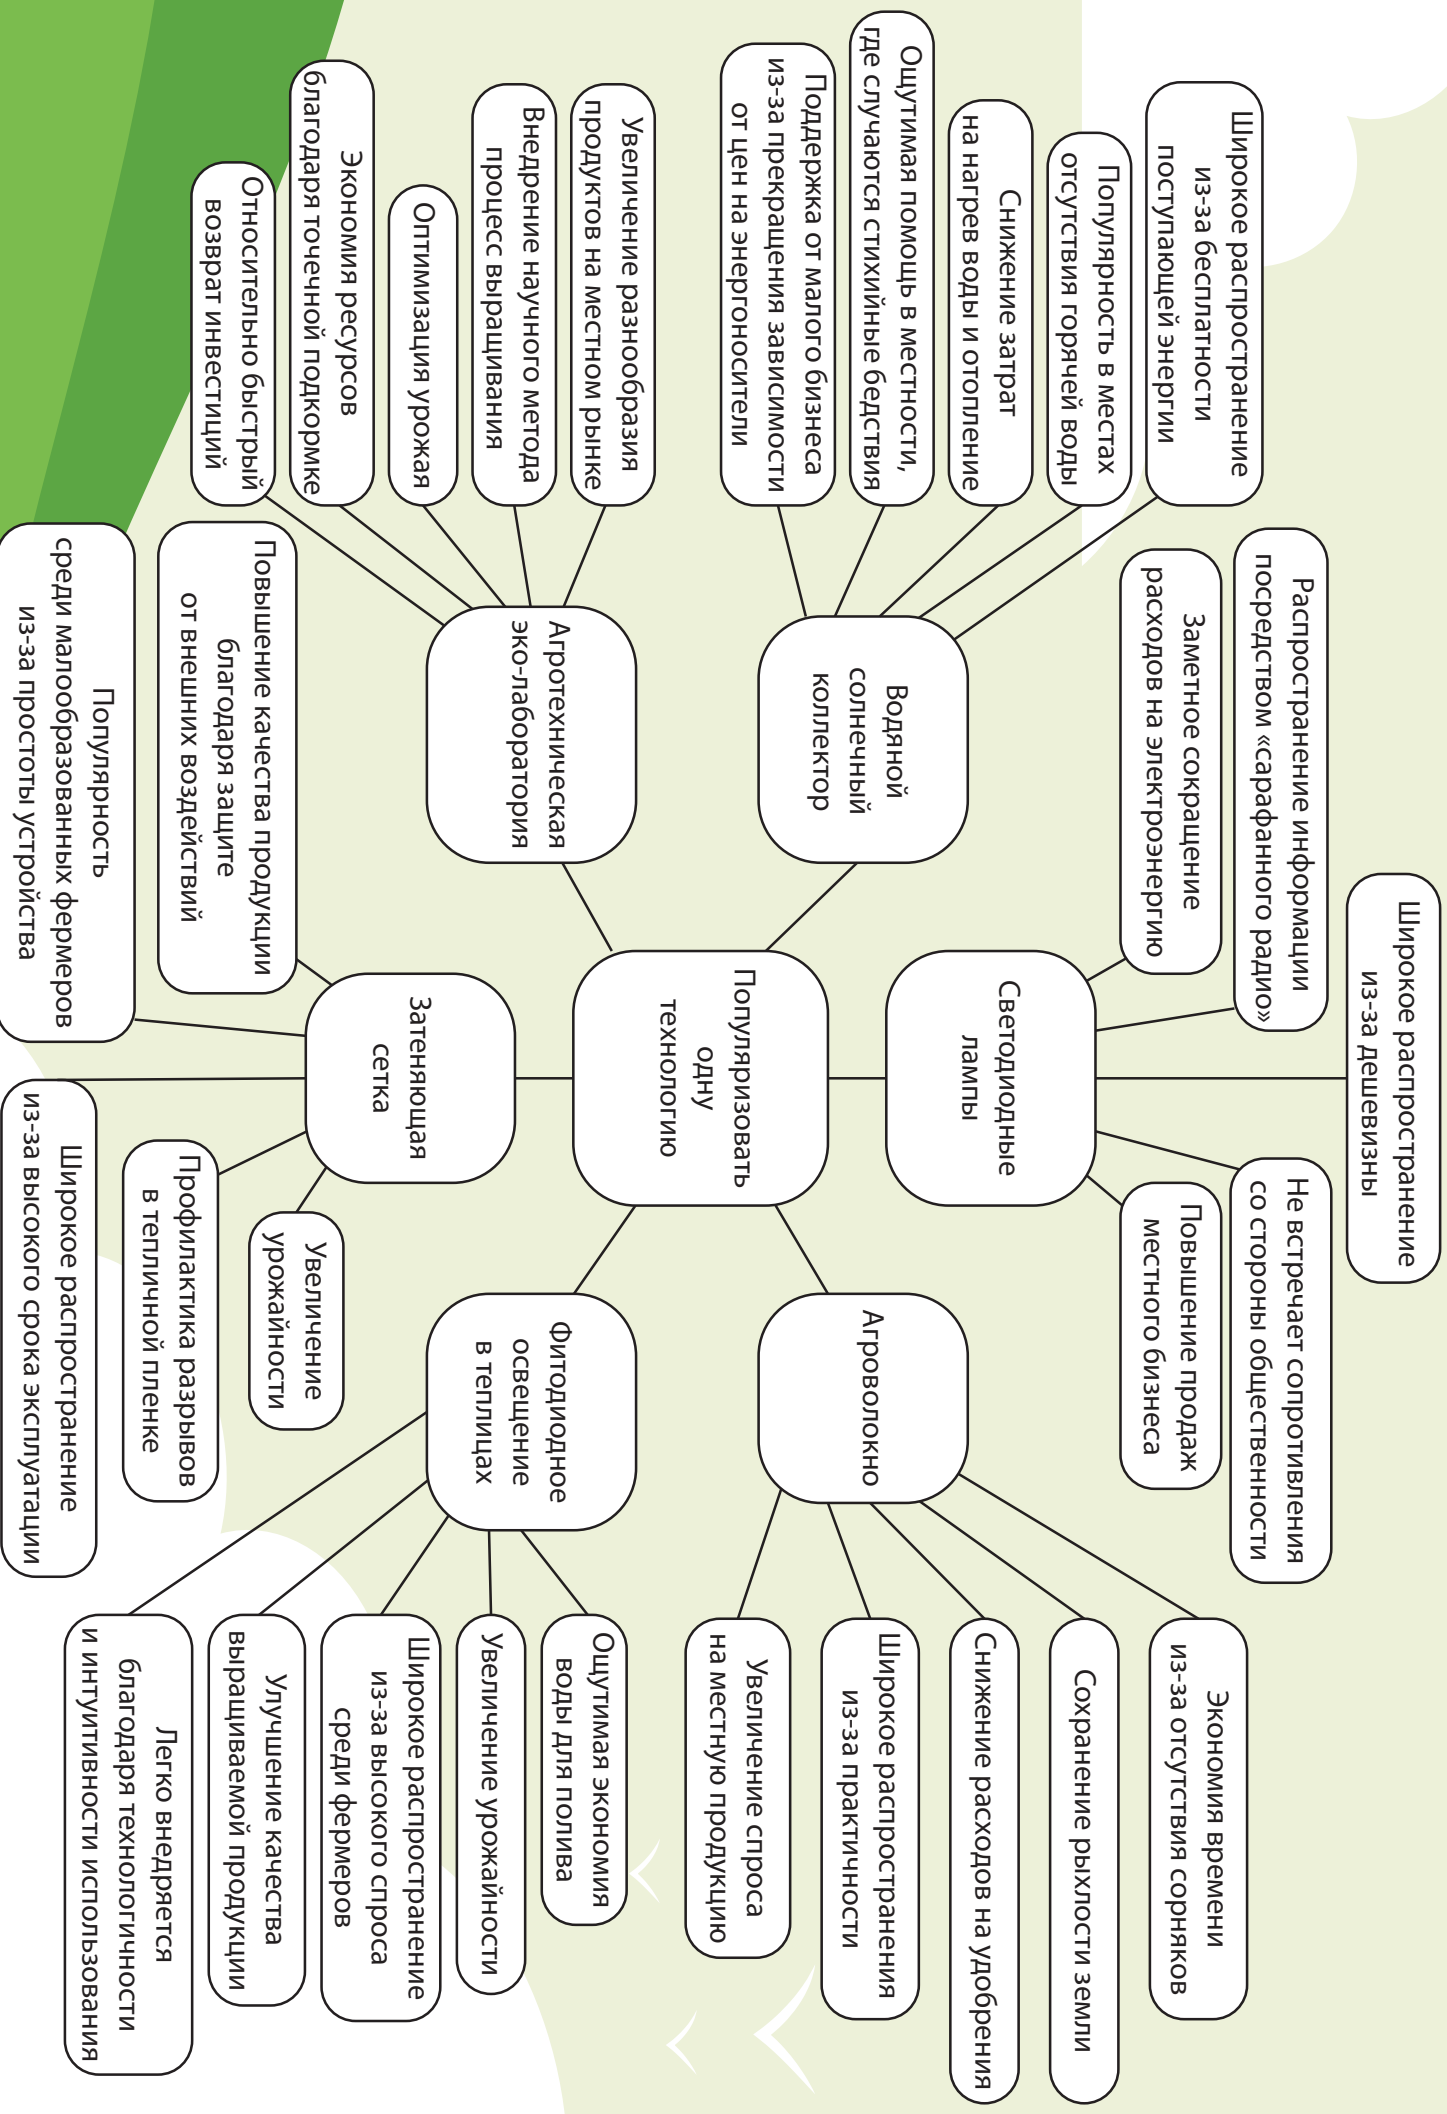 Широкое распространение
из-за дешевизны
Распространение информации
посредством «сарафанного радио»
Не встречает сопротивления
со стороны общественности
Заметное сокращение
расходов на электроэнергию
Повышение продаж
местного бизнеса
Светодиодные
лампы
Широкое распространение
из-за бесплатности
поступающей энергии
Популярность в местах
отсутствия горячей воды
Снижение затрат
на нагрев воды и отопление
Ощутимая помощь в местности,
где случаются стихийные бедствия
Поддержка от малого бизнеса
из-за прекращения зависимости
от цен на энергоносители
Водяной
солнечный
коллектор
Агроволокно
Экономия времени
из-за отсутствия сорняков
Сохранение рыхлости земли
Снижение расходов на удобрения
Широкое распространения
из-за практичности
Увеличение спроса
на местную продукцию
Популяризовать
одну
технологию
Увеличение разнообразия
продуктов на местном рынке
Внедрение научного метода
процесс выращивания
Оптимизация урожая
Экономия ресурсов
благодаря точечной подкормке
Относительно быстрый
возврат инвестиций
Агротехническая
эко-лаборатория
Фитодиодное
освещение
в теплицах
Ощутимая экономия
воды для полива
Увеличение урожайности
Широкое распространение
из-за высокого спроса
среди фермеров
Улучшение качества
выращиваемой продукции
Легко внедряется
благодаря технологичности
и интуитивности использования
Затеняющая
сетка
Повышение качества продукции
благодаря защите
от внешних воздействий
Популярность
среди малообразованных фермеров
из-за простоты устройства
Увеличение
урожайности
Профилактика разрывов
в тепличной пленке
Широкое распространение
из-за высокого срока эксплуатации